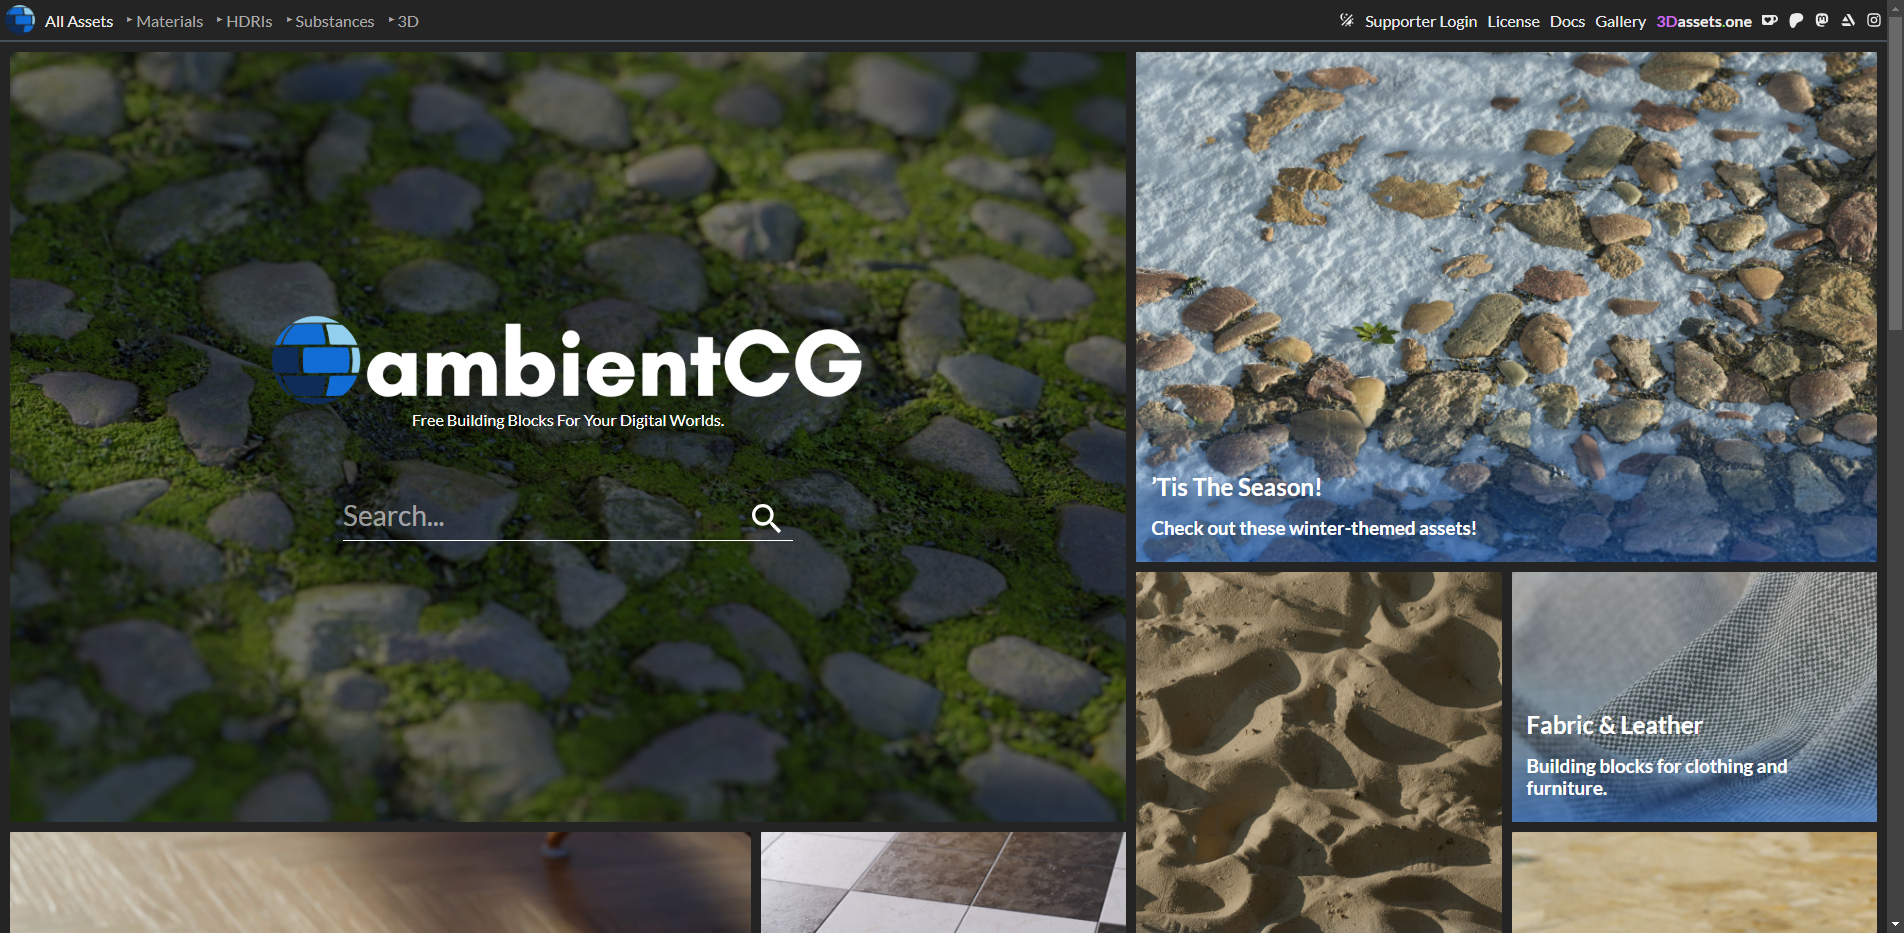 All Assets
Materials
HDRIs
Substances
3D
Supporter Login
License
Docs
Gallery
3Dassets.one
ambientCG
Free Building Blocks For Your Digital Worlds.
Search...
’Tis The Season!
Check out these winter-themed assets!
Fabric & Leather
Building blocks for clothing and
furniture.